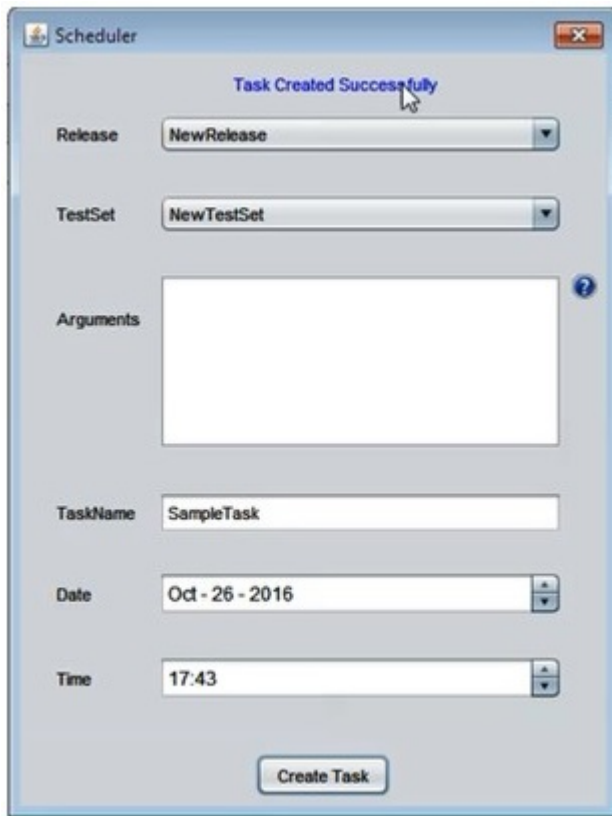 Scheduler
Task Created Successfully
Release NewRelease
TestSet NewTestSet
?
Arguments
TaskName SampleTask
Date Oct - 26 - 2016
Time 17:43
Create Task